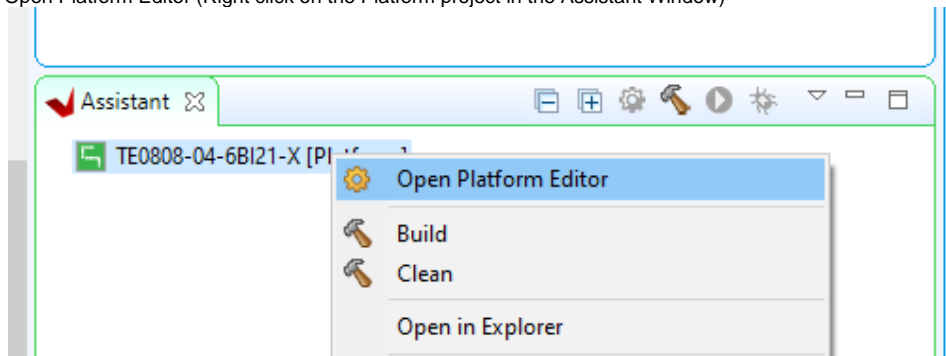 Open Platform Editor (Right click on the Platform project in the Assistant Window)
Assistant
TE0808-04-6BI21-X
Open Platform Editor
Build
Clean
Open in Explorer